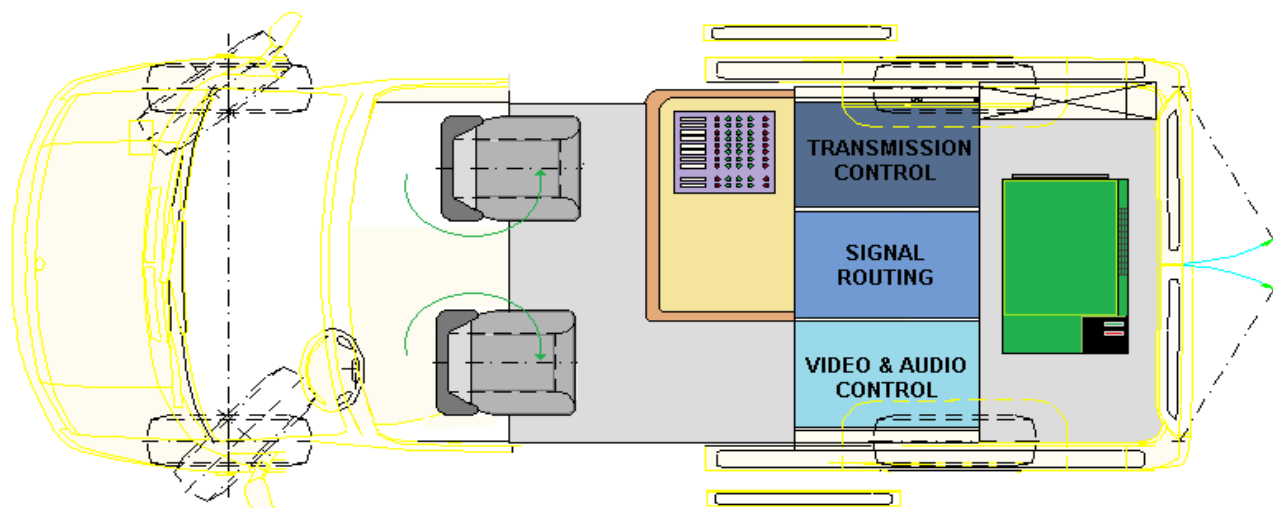 TRANSMISSION
CONTROL
SIGNAL
ROUTING
VIDEO & AUDIO
CONTROL